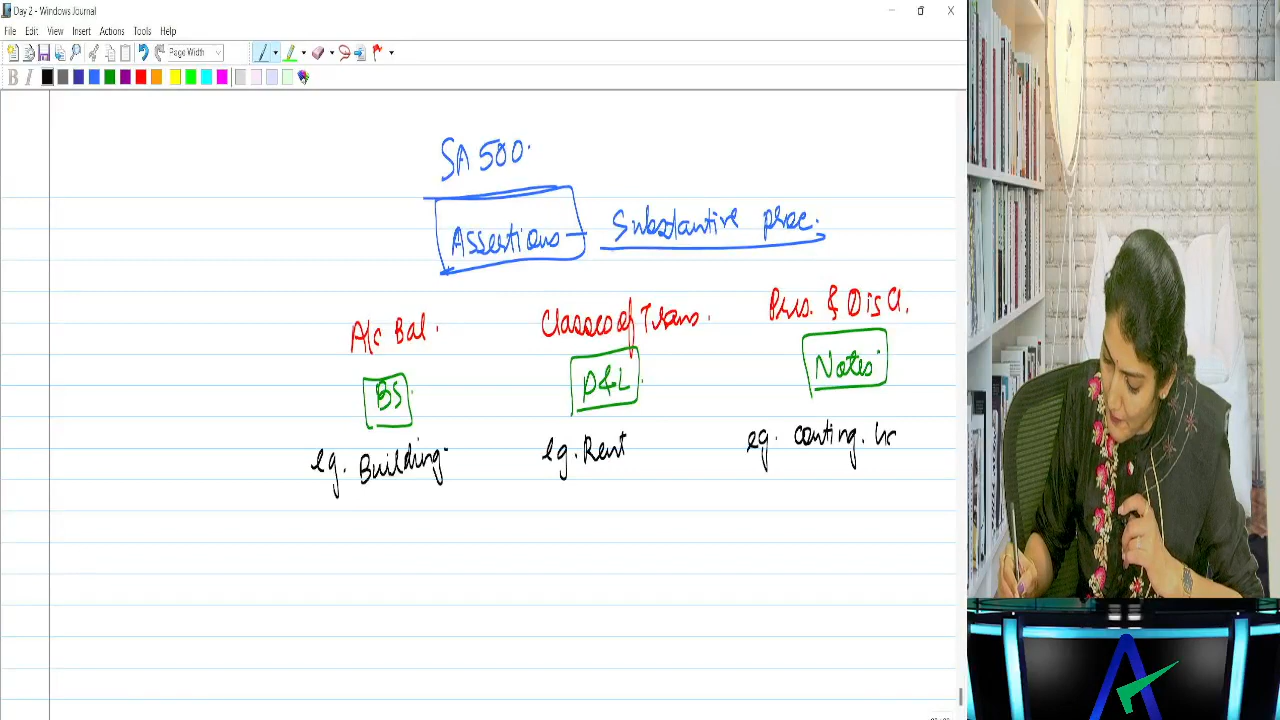 Day 2 - Windows Journal
File Edit View Insert Actions Tools Help
Page Width
B I
SA 500.
Assertions - Substantive proc.
A/c Bal. Classes of Trans. Pres. & Discl.
BS P&L Notes
eg. Building eg. Rent eg. conting.